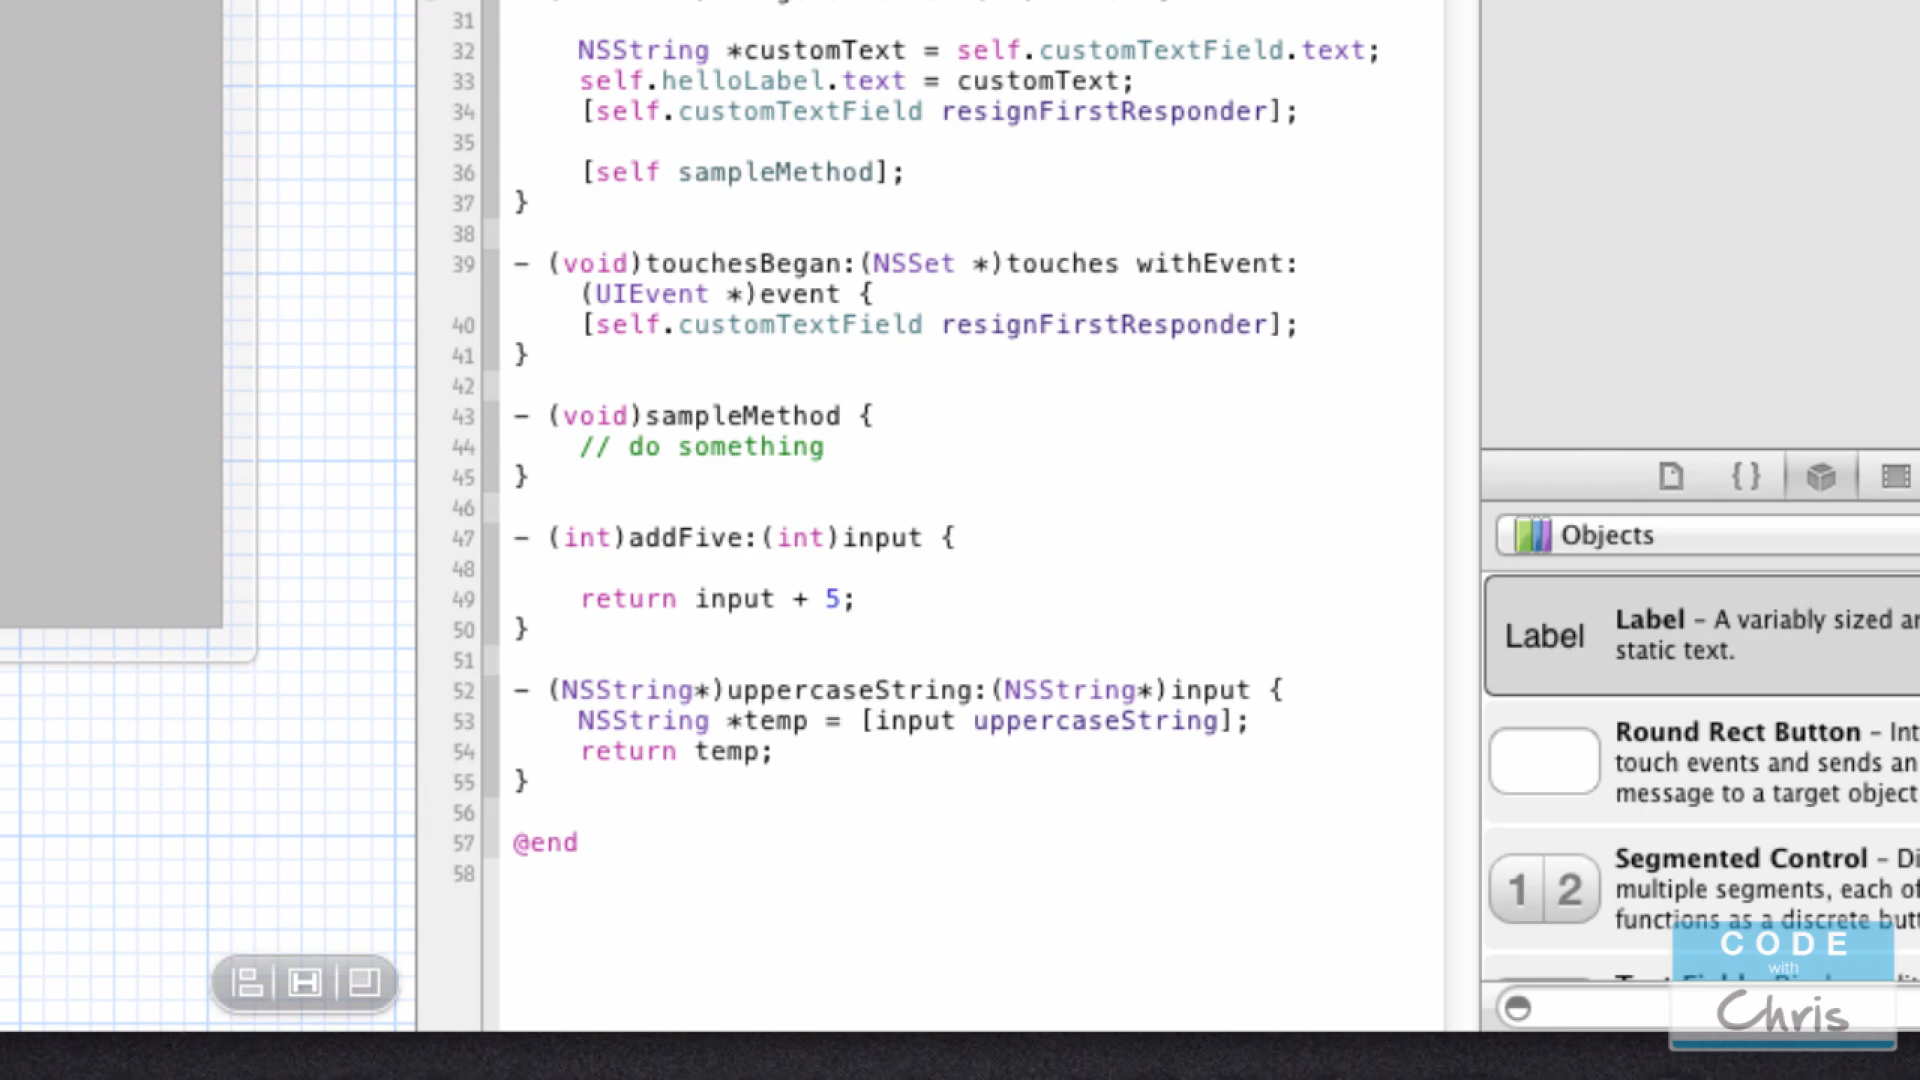 31
32 NSString *customText = self.customTextField.text;
33 self.helloLabel.text = customText;
34 [self.customTextField resignFirstResponder];
35
36 [self sampleMethod];
37 }
38
39 - (void)touchesBegan:(NSSet *)touches withEvent:
(UIEvent *)event {
40 [self.customTextField resignFirstResponder];
41 }
42
43 - (void)sampleMethod {
44 // do something
45 }
46
47 - (int)addFive:(int)input {
48
49 return input + 5;
50 }
51
52 - (NSString*)uppercaseString:(NSString*)input {
53 NSString *temp = [input uppercaseString];
54 return temp;
55 }
56
57 @end
58
{}
Objects
Label
Label – A variably sized
static text.
Round Rect Button – Int
touch events and sends an
message to a target object
1 2
Segmented Control – Di
multiple segments, each of
functions as a discrete butt
CODE
with
Chris